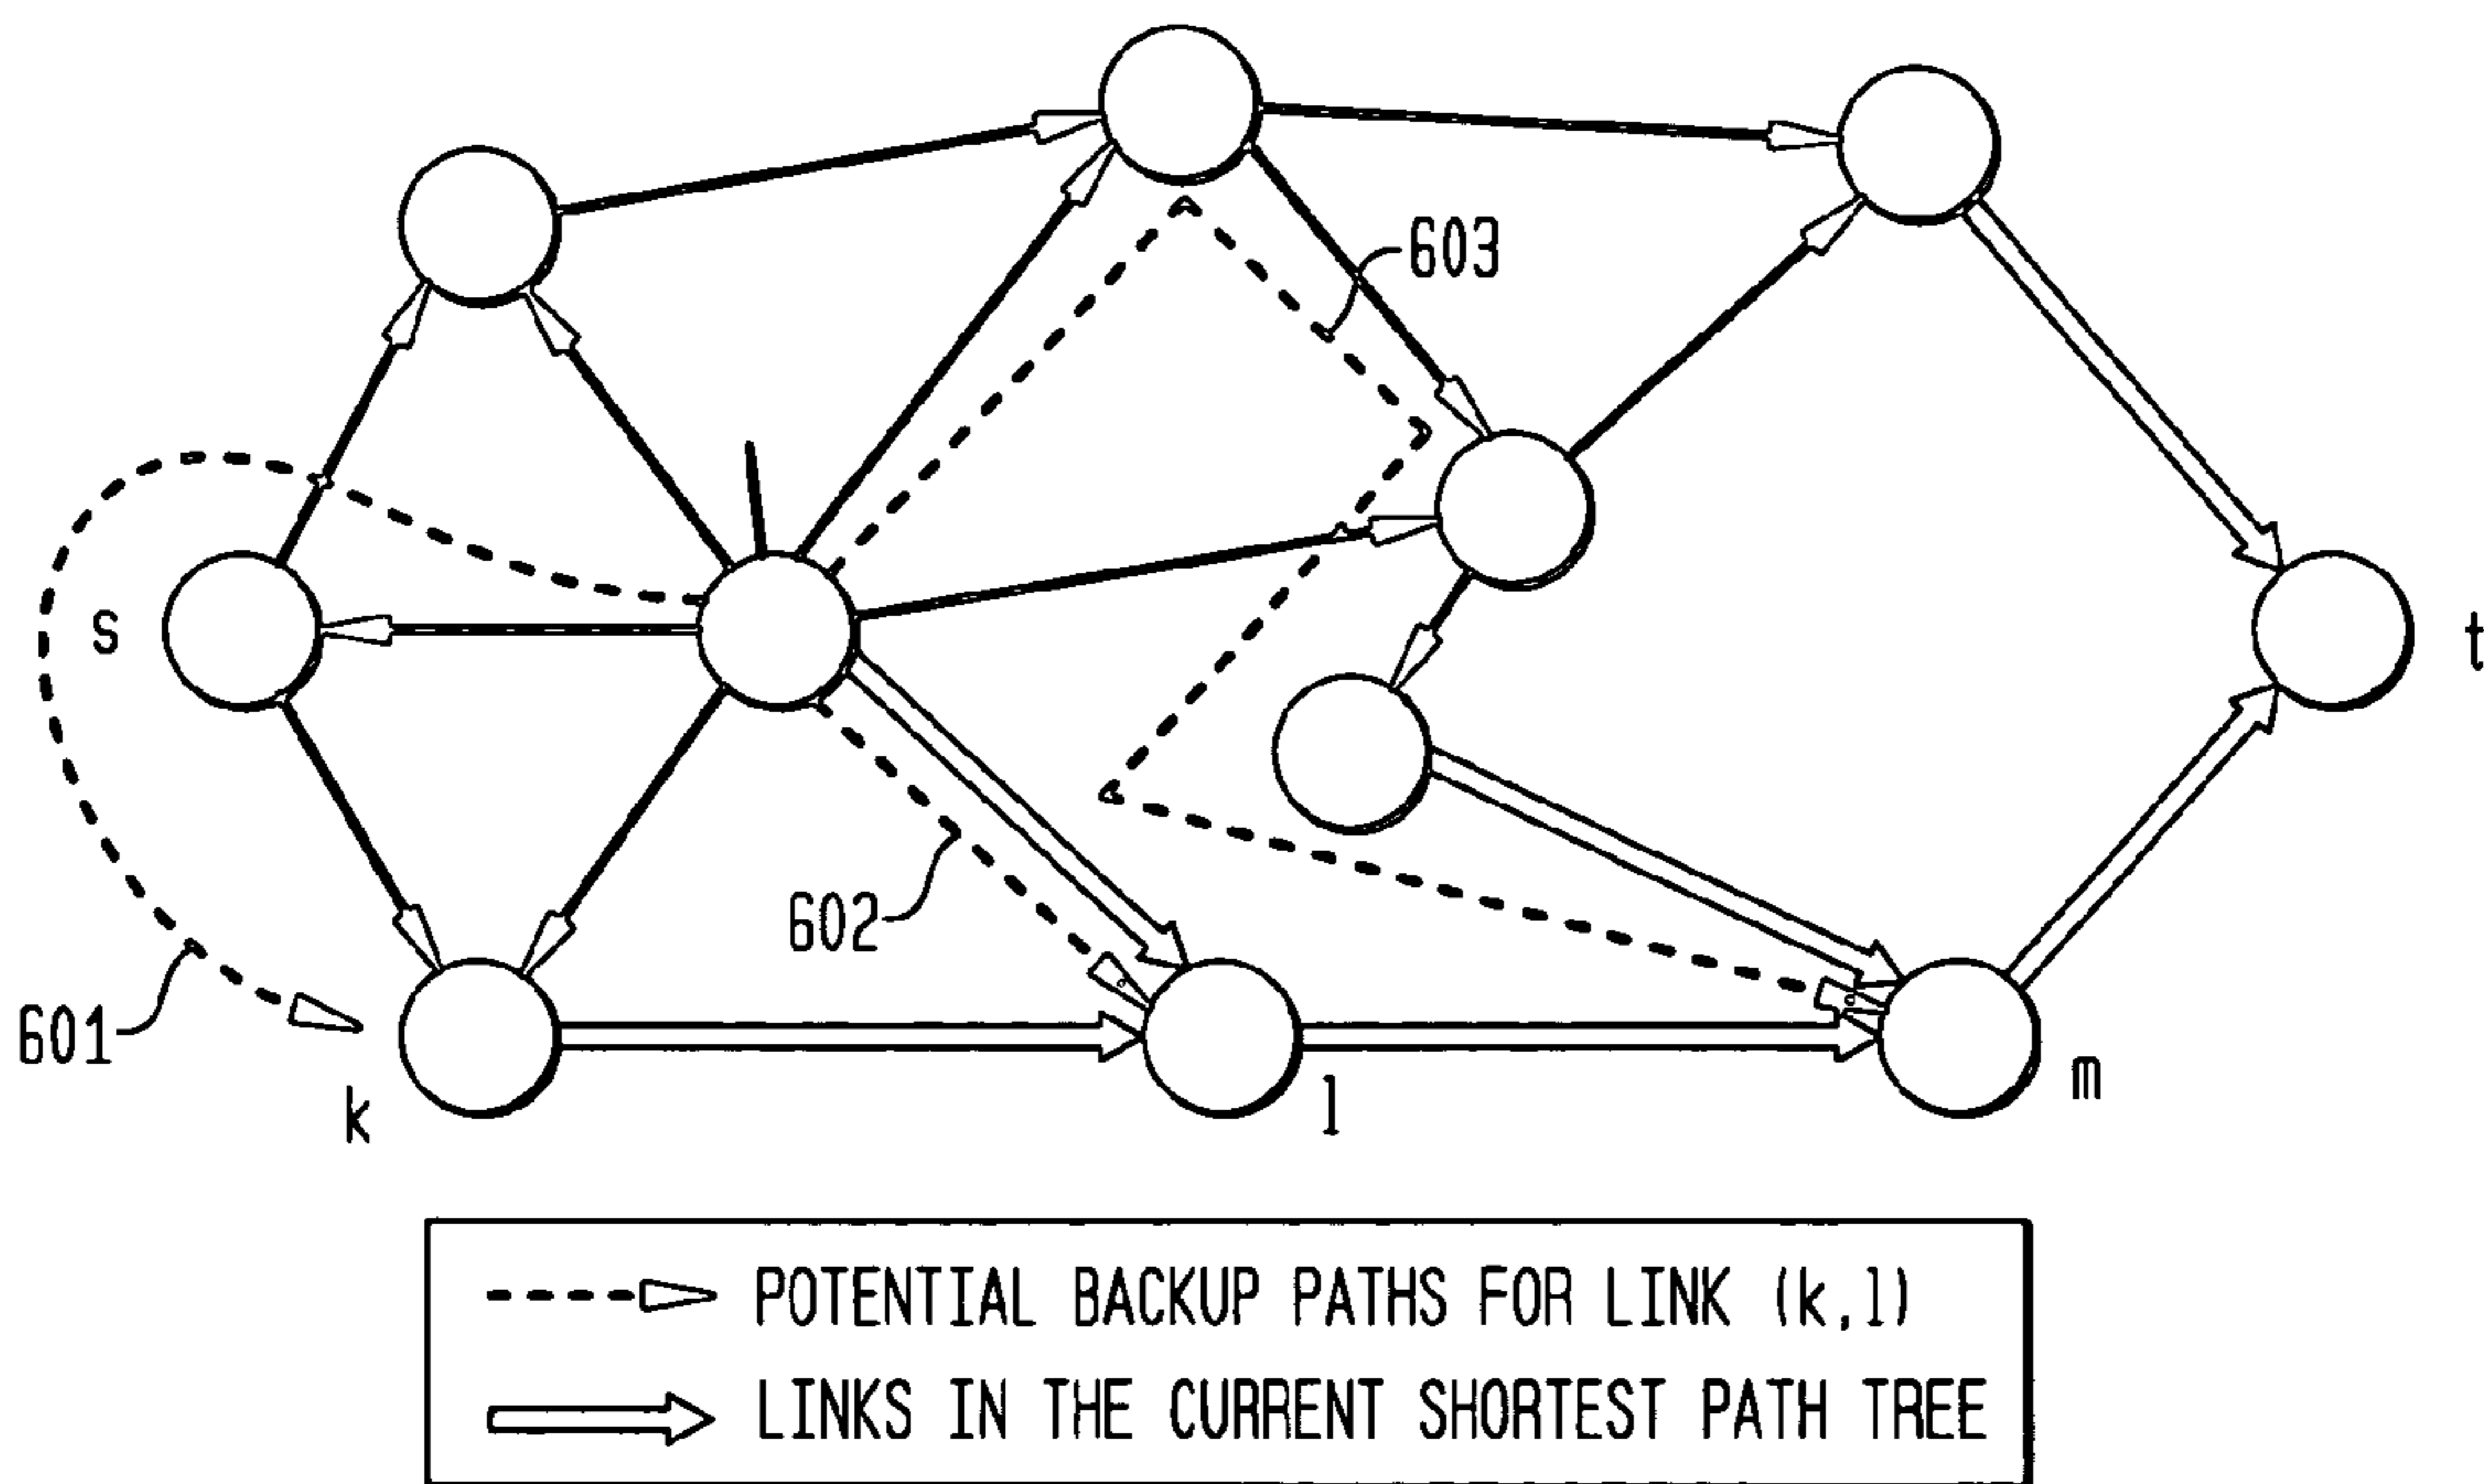 603
s
t
602
601
k
l
m
POTENTIAL BACKUP PATHS FOR LINK (k,l)
LINKS IN THE CURRENT SHORTEST PATH TREE